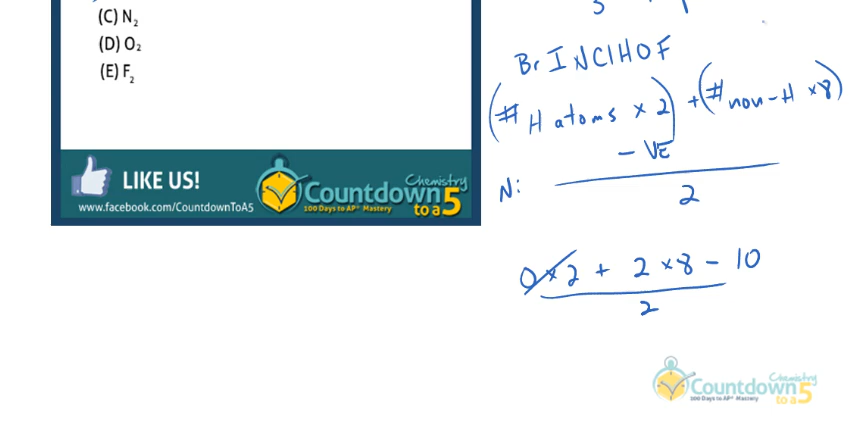 (C) N₂
(D) O₂
(E) F₂
LIKE US!
www.facebook.com/CountdownToA5
Chemistry
Countdown
100 Days to AP* Mastery
to a 5
Br I N Cl H O F
(# H atoms × 2) + (# non-H × 8)
- VE
N:
2
0×2 + 2×8 - 10
2
Chemistry
Countdown
100 Days to AP* Mastery
to a 5